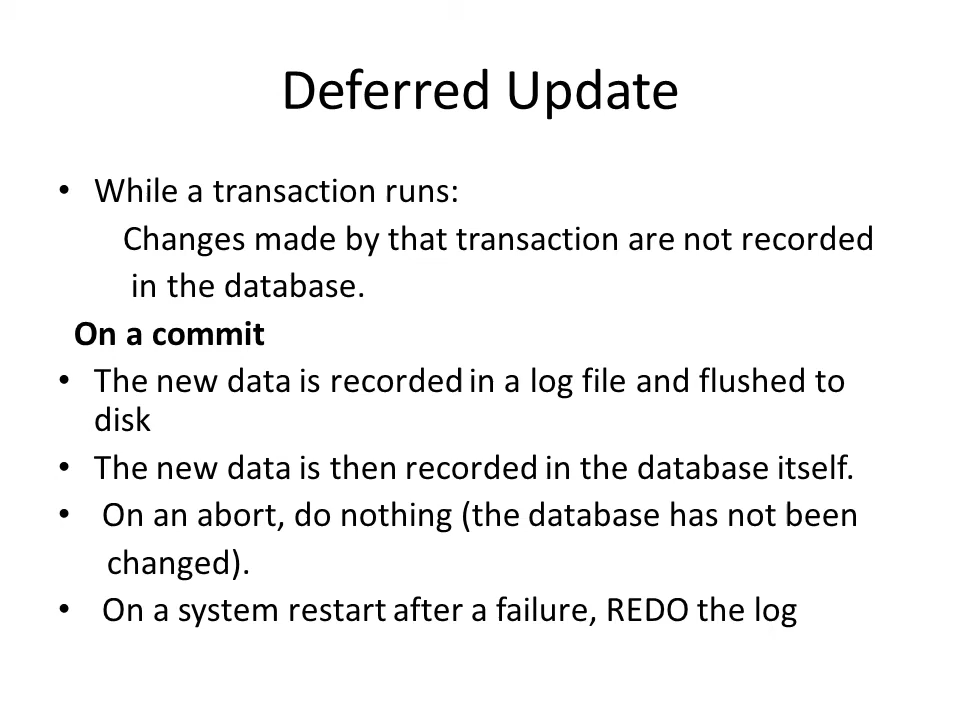 Deferred Update
• While a transaction runs:
Changes made by that transaction are not recorded
in the database.
On a commit
• The new data is recorded in a log file and flushed to
disk
• The new data is then recorded in the database itself.
• On an abort, do nothing (the database has not been
changed).
• On a system restart after a failure, REDO the log